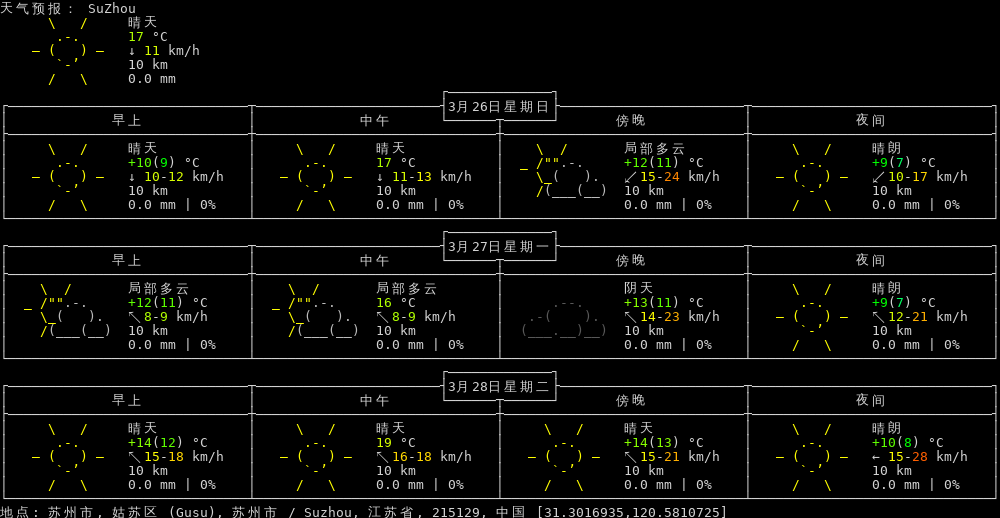 天气预报: SuZhou
晴天
17 °C
↓ 11 km/h
10 km
0.0 mm
3月26日星期日
早上 中午 傍晚 夜间
晴天 晴天 局部多云 晴朗
+10(9) °C 17 °C +12(11) °C +9(7) °C
↓ 10-12 km/h ↓ 11-13 km/h ↙ 15-24 km/h ↙ 10-17 km/h
10 km 10 km 10 km 10 km
0.0 mm | 0% 0.0 mm | 0% 0.0 mm | 0% 0.0 mm | 0%
3月27日星期一
早上 中午 傍晚 夜间
局部多云 局部多云 阴天 晴朗
+12(11) °C 16 °C +13(11) °C +9(7) °C
↖ 8-9 km/h ↖ 8-9 km/h ↖ 14-23 km/h ↖ 12-21 km/h
10 km 10 km 10 km 10 km
0.0 mm | 0% 0.0 mm | 0% 0.0 mm | 0% 0.0 mm | 0%
3月28日星期二
早上 中午 傍晚 夜间
晴天 晴天 晴天 晴朗
+14(12) °C 19 °C +14(13) °C +10(8) °C
↖ 15-18 km/h ↖ 16-18 km/h ↖ 15-21 km/h ← 15-28 km/h
10 km 10 km 10 km 10 km
0.0 mm | 0% 0.0 mm | 0% 0.0 mm | 0% 0.0 mm | 0%
地点: 苏州市, 姑苏区 (Gusu), 苏州市 / Suzhou, 江苏省, 215129, 中国 [31.3016935,120.5810725]